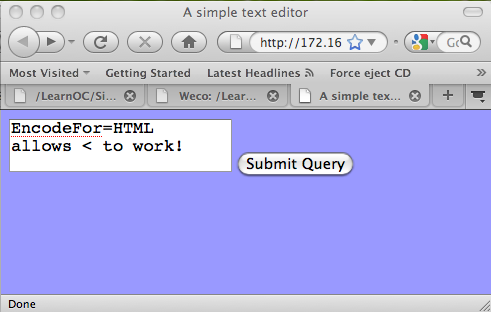 A simple text editor
http://172.16
Most Visited Getting Started Latest Headlines Force eject CD »
/LearnOC/Si... Weco: /Lear... A simple tex... +
EncodeFor=HTML
allows < to work!
Submit Query
Done